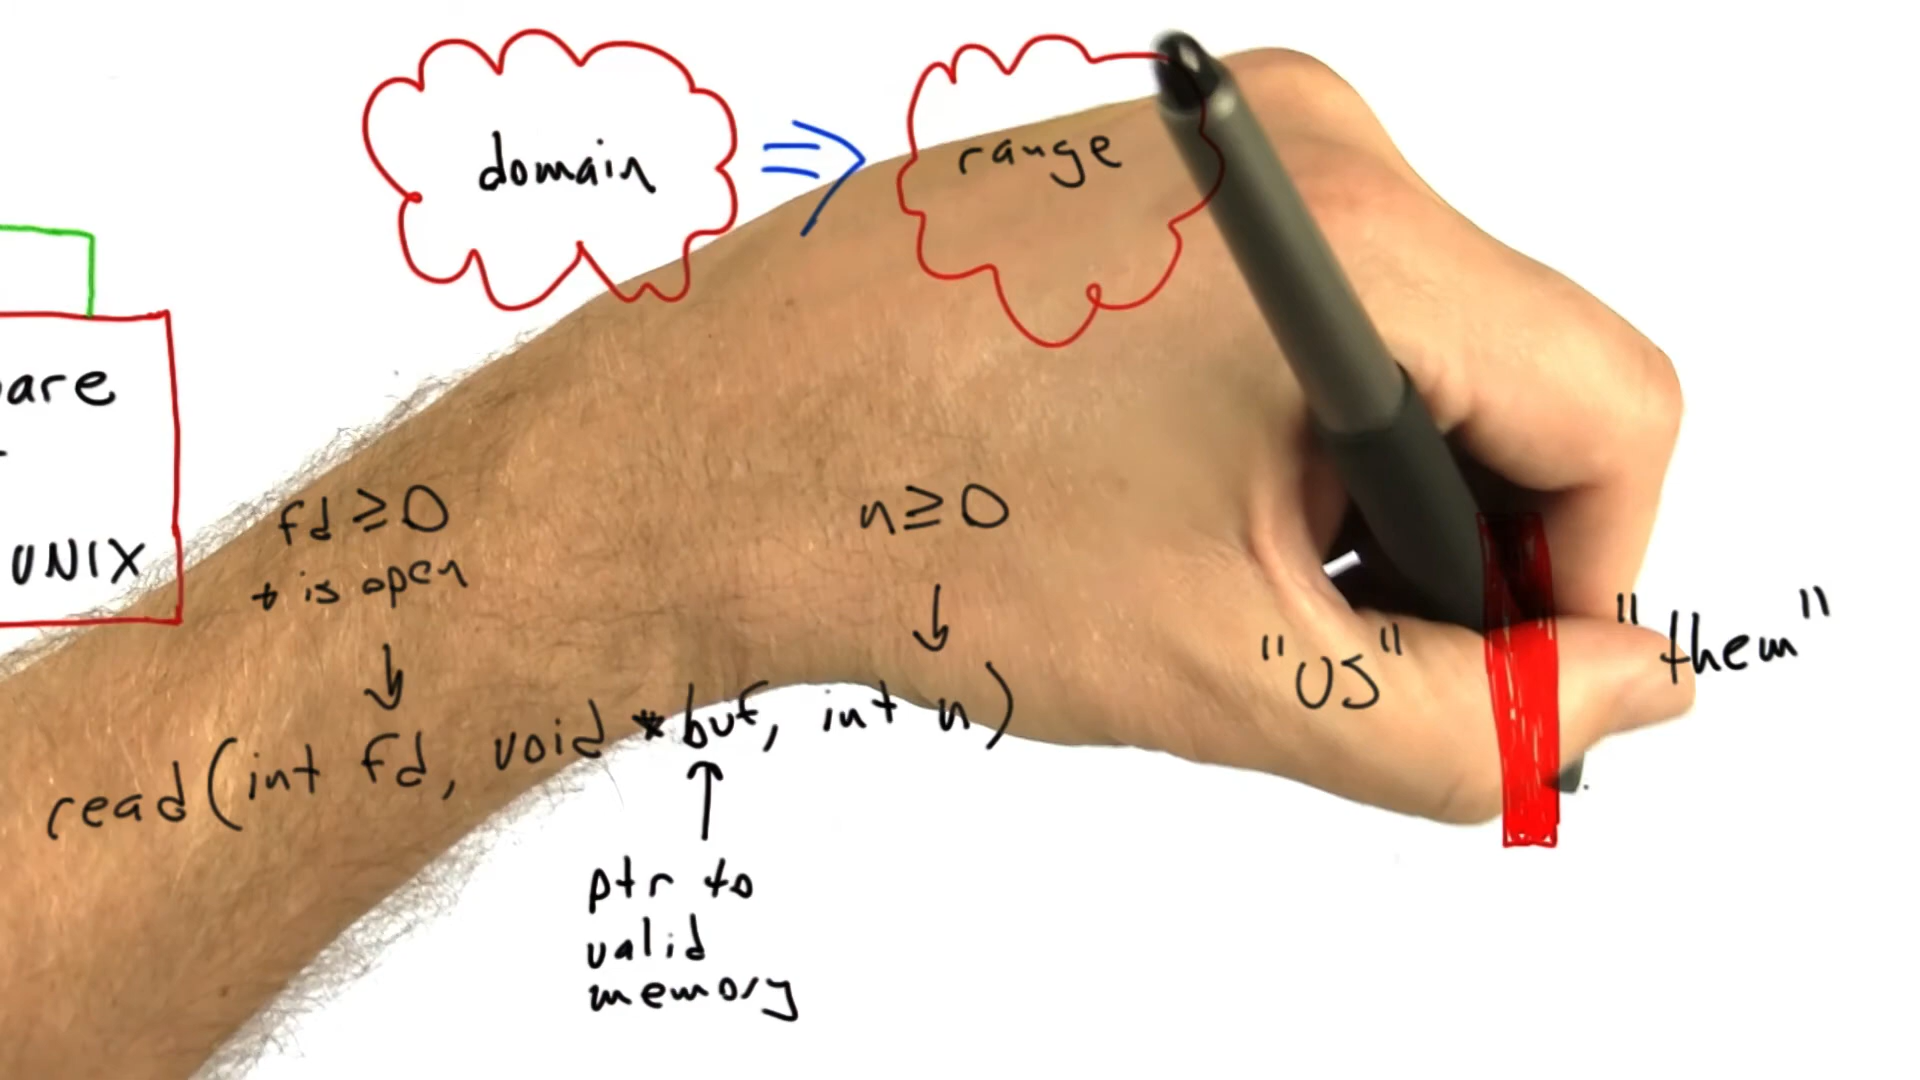 domain
range
are
UNIX
fd ≥ 0
+ is open
n ≥ 0
"us"
"them"
read(int fd, void *buf, int n)
ptr to
valid
memory